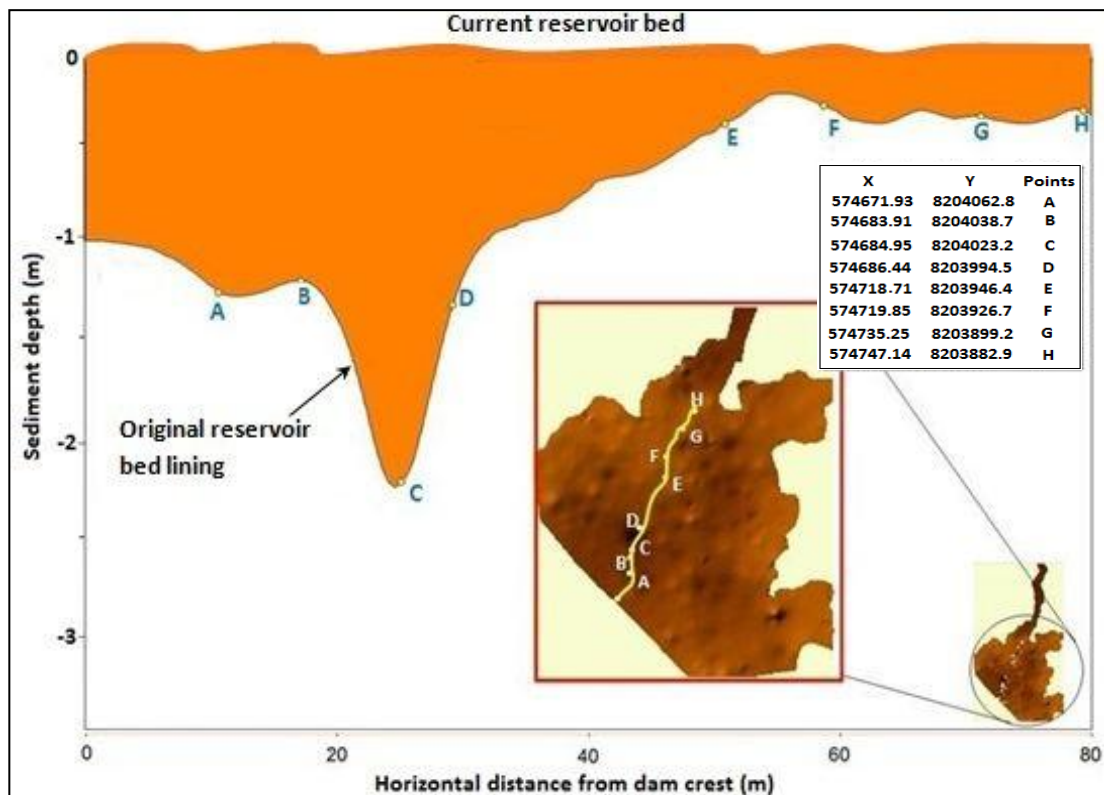 Current reservoir bed
0
-1
-2
-3
Sediment depth (m)
A
B
C
D
E
F
G
H
Original reservoir
bed lining
X Y Points
574671.93 8204062.8 A
574683.91 8204038.7 B
574684.95 8204023.2 C
574686.44 8203994.5 D
574718.71 8203946.4 E
574719.85 8203926.7 F
574735.25 8203899.2 G
574747.14 8203882.9 H
H
G
F
E
D
C
B
A
0 20 40 60 80
Horizontal distance from dam crest (m)